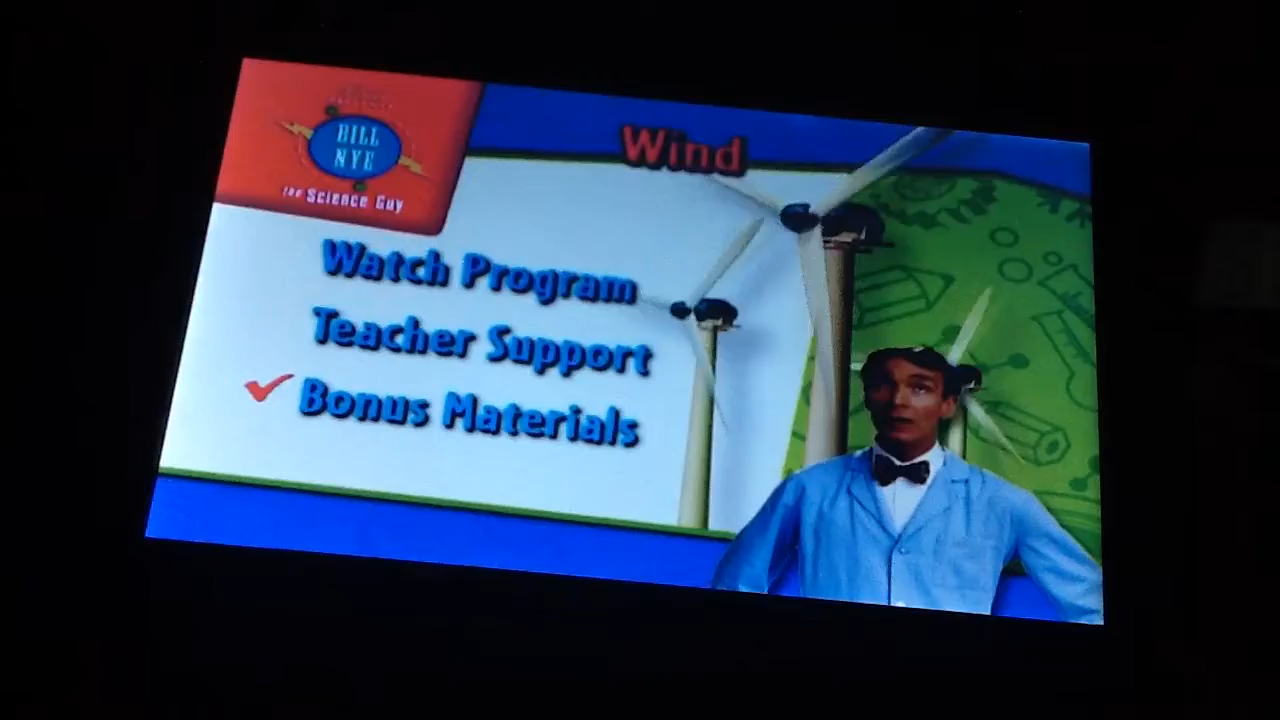 BILL
NYE
the Science Guy
Wind
Watch Program
Teacher Support
Bonus Materials